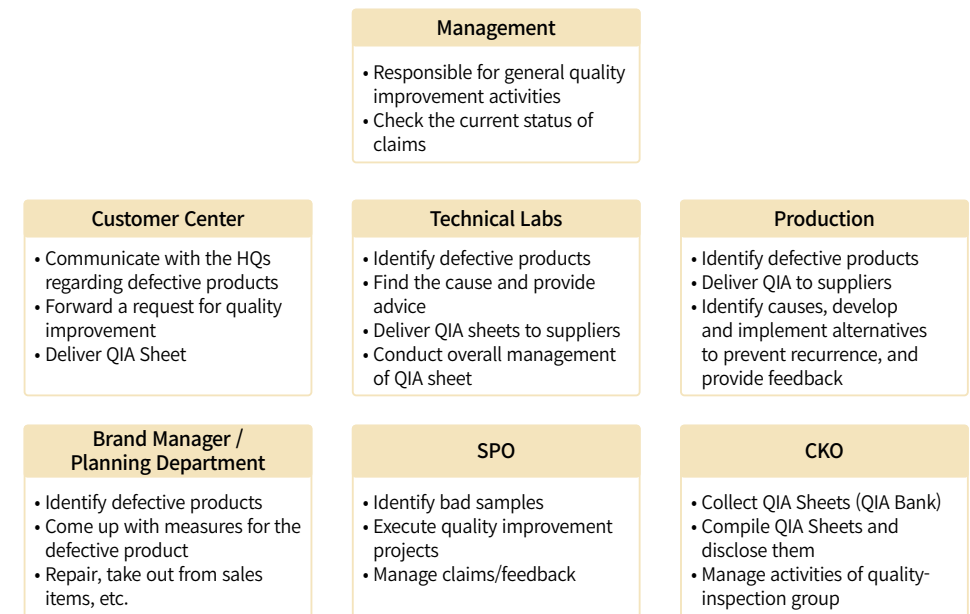 Management
• Responsible for general quality
improvement activities
• Check the current status of
claims
Customer Center
• Communicate with the HQs
regarding defective products
• Forward a request for quality
improvement
• Deliver QIA Sheet
Technical Labs
• Identify defective products
• Find the cause and provide
advice
• Deliver QIA sheets to suppliers
• Conduct overall management
of QIA sheet
Production
• Identify defective products
• Deliver QIA to suppliers
• Identify causes, develop
and implement alternatives
to prevent recurrence, and
provide feedback
Brand Manager /
Planning Department
• Identify defective products
• Come up with measures for the
defective product
• Repair, take out from sales
items, etc.
SPO
• Identify bad samples
• Execute quality improvement
projects
• Manage claims/feedback
CKO
• Collect QIA Sheets (QIA Bank)
• Compile QIA Sheets and
disclose them
• Manage activities of quality-
inspection group